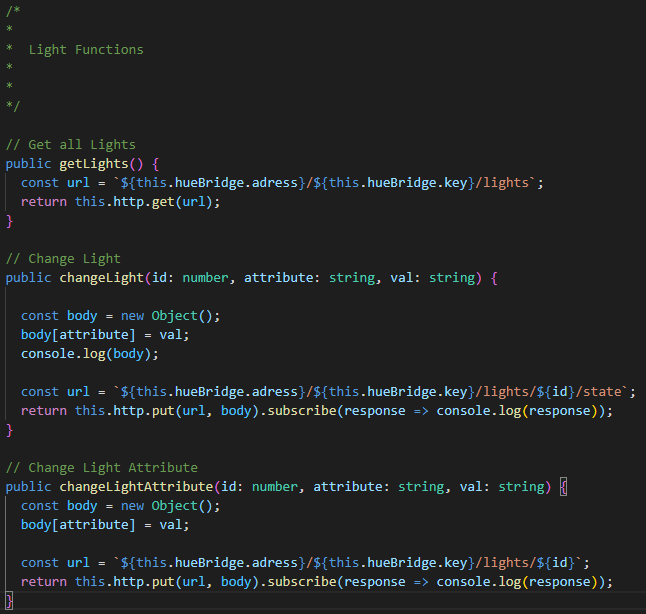 /*
*
*  Light Functions
*
*
*/
// Get all Lights
public getLights() {
  const url = `${this.hueBridge.adress}/${this.hueBridge.key}/lights`;
  return this.http.get(url);
}
// Change Light
public changeLight(id: number, attribute: string, val: string) {
  const body = new Object();
  body[attribute] = val;
  console.log(body);
  const url = `${this.hueBridge.adress}/${this.hueBridge.key}/lights/${id}/state`;
  return this.http.put(url, body).subscribe(response => console.log(response));
}
// Change Light Attribute
public changeLightAttribute(id: number, attribute: string, val: string) {
  const body = new Object();
  body[attribute] = val;
  const url = `${this.hueBridge.adress}/${this.hueBridge.key}/lights/${id}`;
  return this.http.put(url, body).subscribe(response => console.log(response));
}